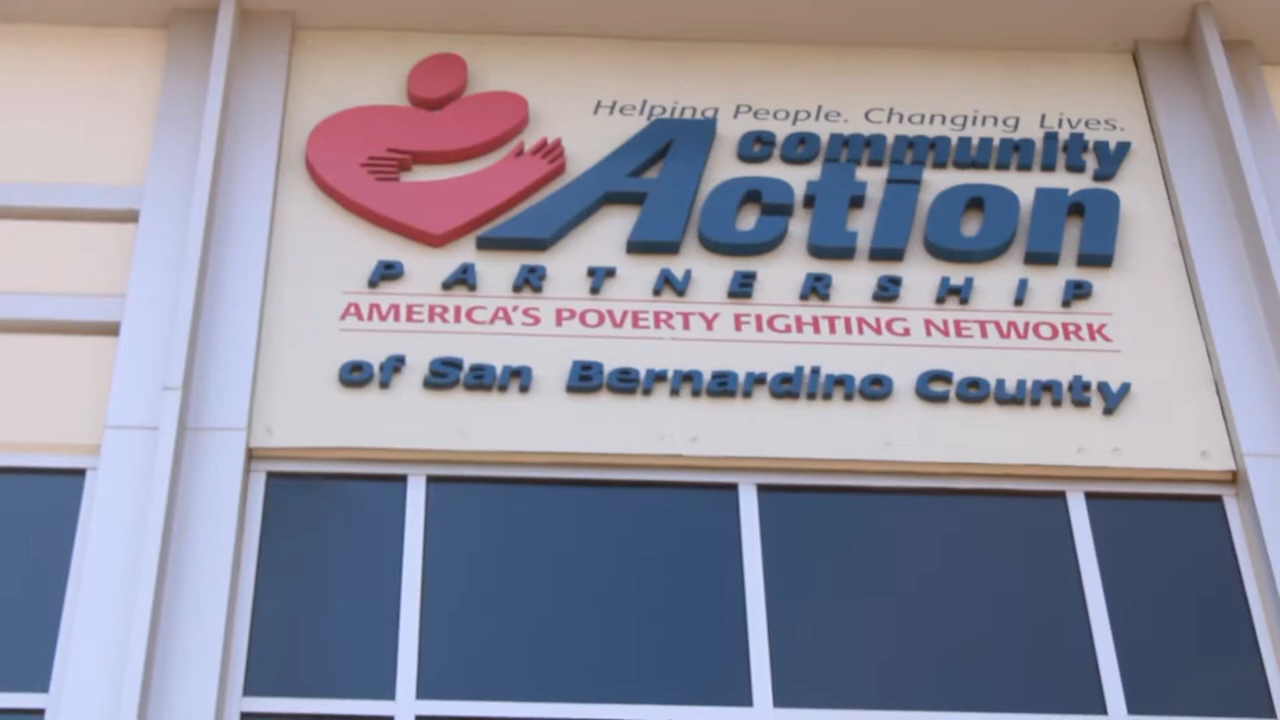 Helping People. Changing Lives.
community
Action
PARTNERSHIP
AMERICA'S POVERTY FIGHTING NETWORK
of San Bernardino County